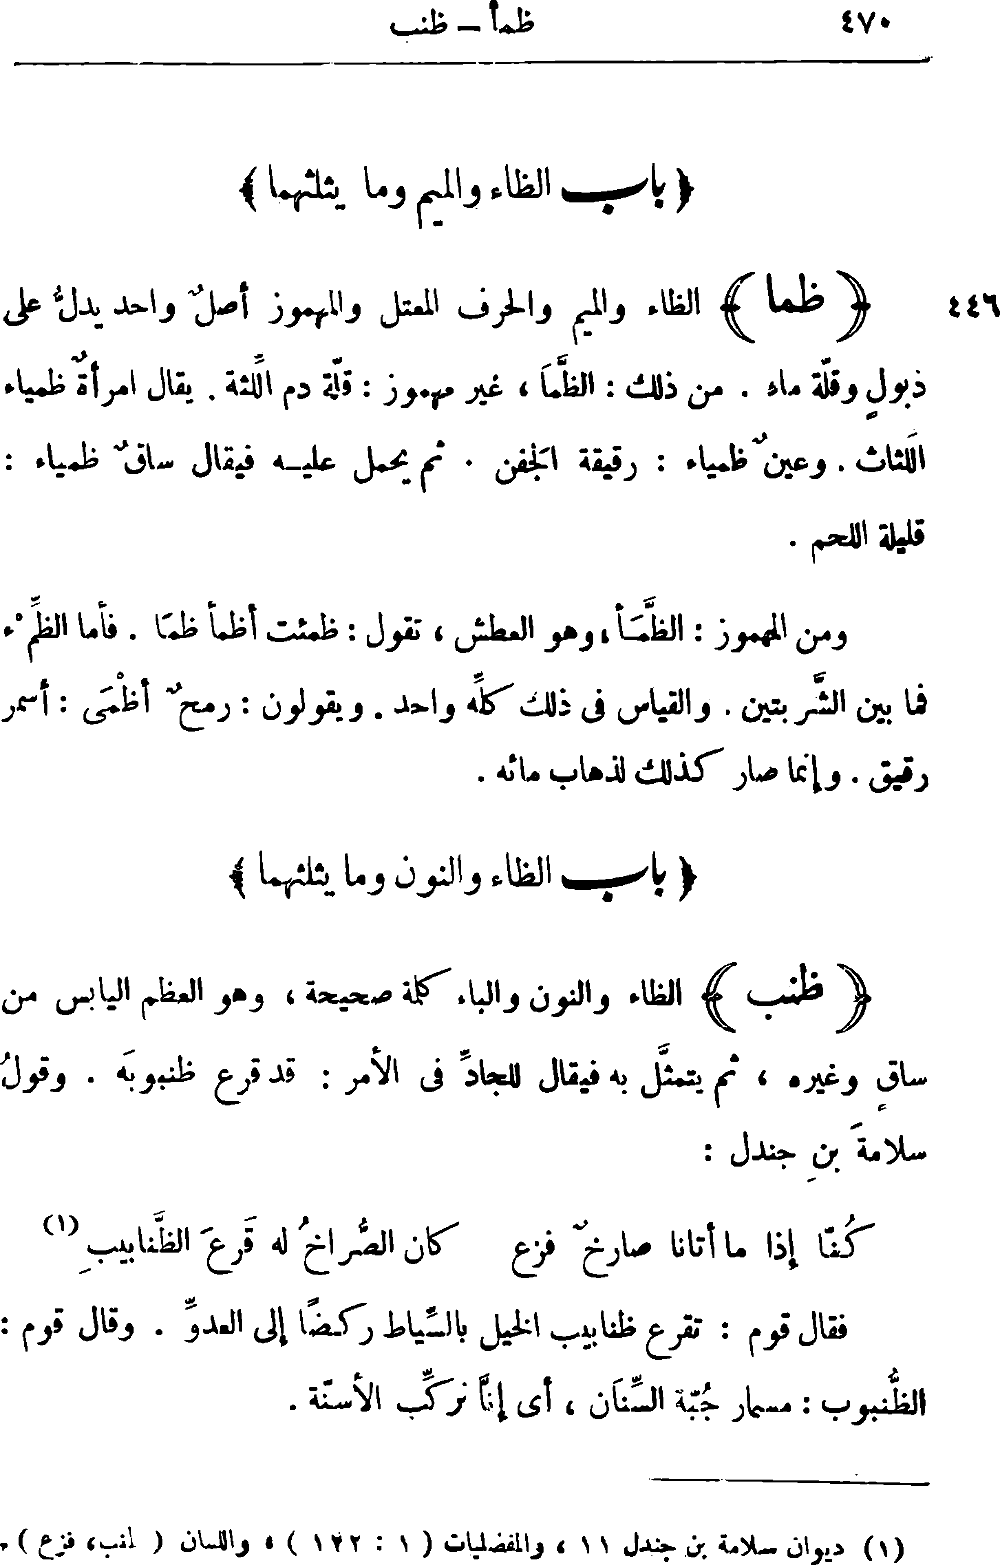 ٤٧٠ ظمأ — ظنب
﴿ باب الظاء والميم وما يثلثهما ﴾
٤٤٦ ﴿ ظما ﴾ الظاء والميم والحرف المعتل والمهموز أصلٌ واحد يدلُّ على
ذبولٍ وقلّة ماء . من ذلك : الظَّمَا ، غير مهموز : قلّة دم اللِّثة . يقال امرأةٌ ظمياء
اللَثاث . وعينٌ ظمياء : رقيقة الَجفن . ثم يحمل عليه فيقال ساقٌ ظمياء :
قليلة اللحم .
ومن المهموز : الظَّمَأ ، وهو العطش ، تقول : ظمئت أظمأ ظمَا . فأما الظِّمْء
فما بين الشَّربتين . والقياس فى ذلك كلِّه واحد . ويقولون : رمحٌ أظْمَى : أسمر
رقيق . وإنما صار كذلك لذهاب مائه .
﴿ باب الظاء والنون وما يثلثهما ﴾
﴿ ظنب ﴾ الظاء والنون والباء كلمة صحيحة ، وهو العظم اليابس من
ساقٍ وغيره ، ثم يتمثَّل به فيقال للجادِّ فى الأمر : قد قرع ظنبوبَه . وقولُ
سلامةَ بنِ جندل :
كُنّا إذا ما أتانا صارخٌ فزع كان الصُّراخُ له قَرعَ الظَّنابيبِ (١)
فقال قوم : تقرع ظنابيب الخيل بالسِّياط ركضًا إلى العدوِّ . وقال قوم :
الظُّنبوب : مسمار جُبّة السِّنَان ، أى إنَّا نركِّب الأسنّة .
(١) ديوان سلامة بن جندل ١١ ، والمفضليات ( ١ : ١٢٢ ) ، واللسان ( ، فزع )